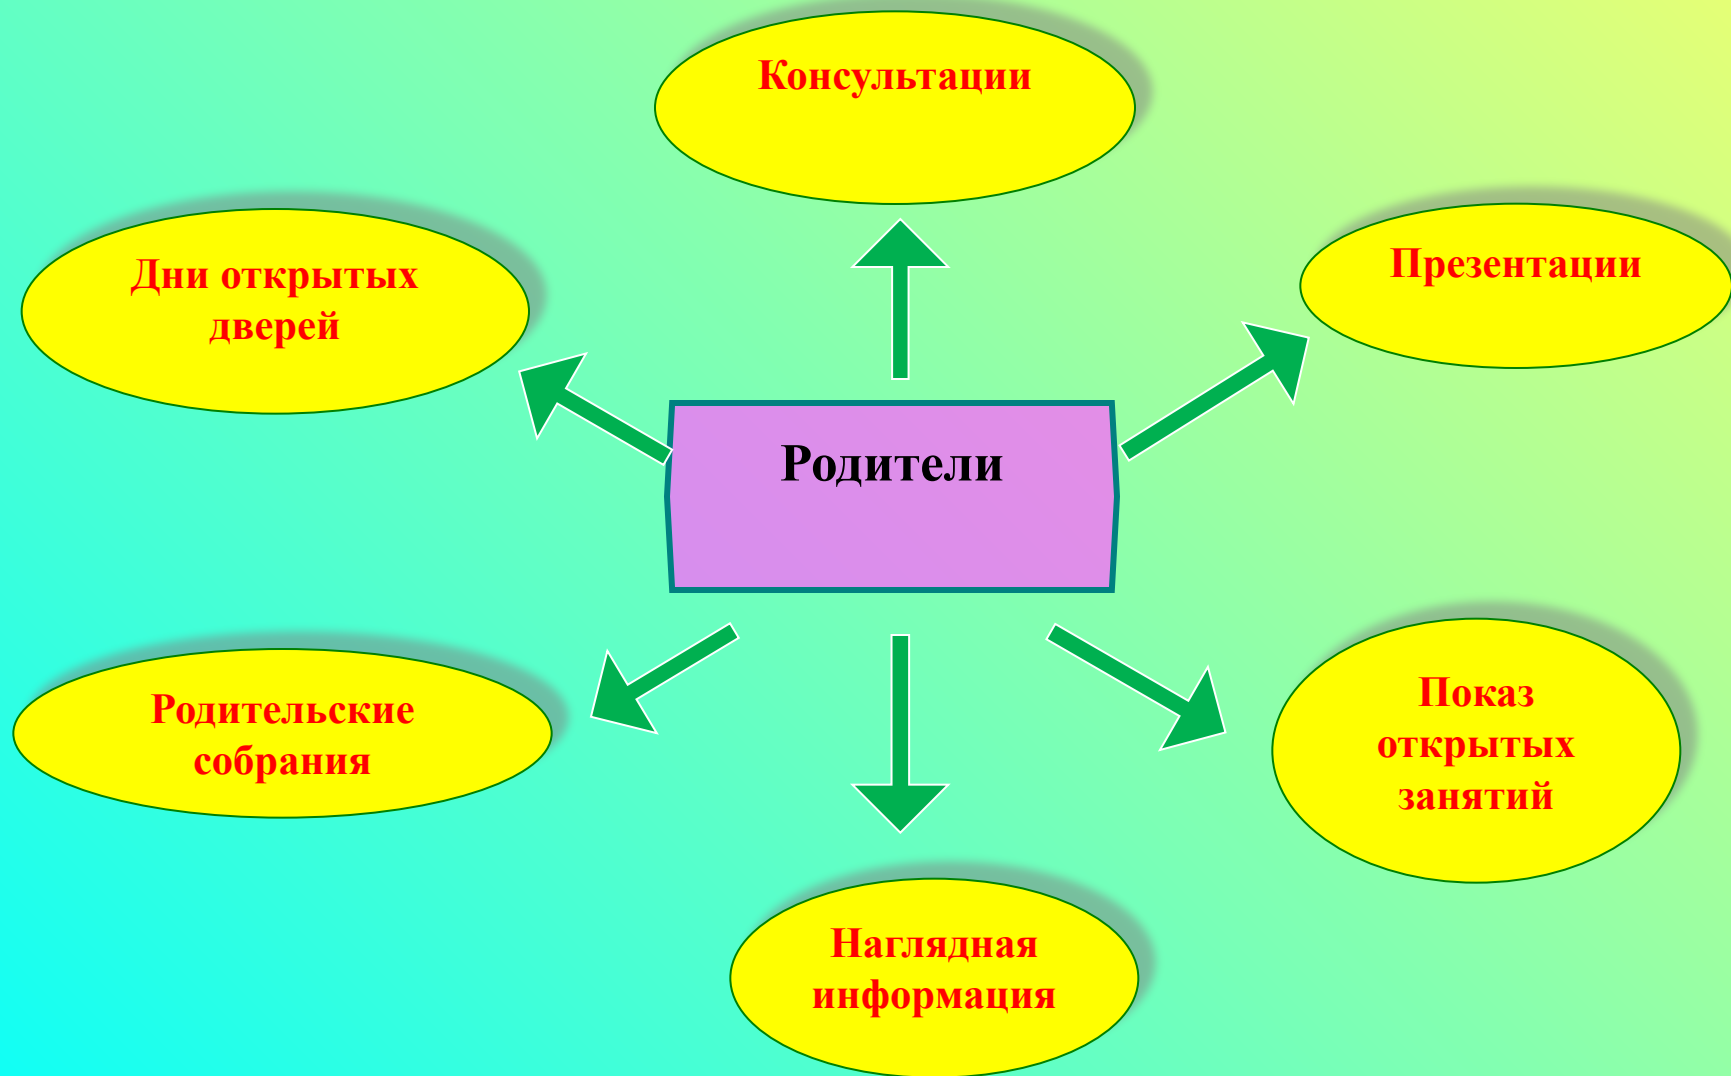 Консультации
Дни открытых
дверей
Презентации
Родители
Родительские
собрания
Показ
открытых
занятий
Наглядная
информация